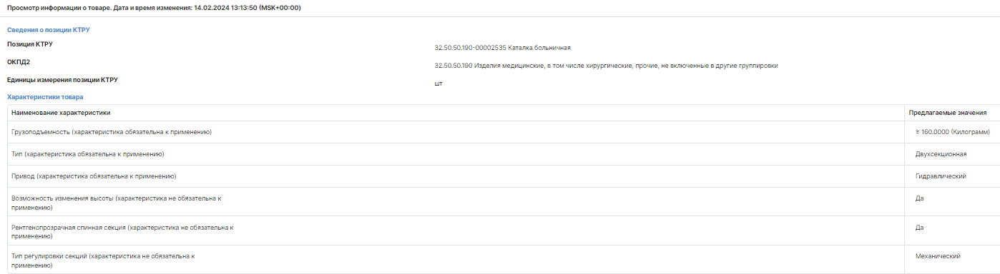 Просмотр информации о товаре. Дата и время изменения: 14.02.2024 13:13:50 (MSK+00:00)
Сведения о позиции КТРУ
Позиция КТРУ
32.50.50.190-00002535 Каталка больничная
ОКПД2
32.50.50.190 Изделия медицинские, в том числе хирургические, прочие, не включенные в другие группировки
Единицы измерения позиции КТРУ
шт
Характеристики товара
Наименование характеристики Предлагаемые значения
Грузоподъемность (характеристика обязательна к применению) ≥ 160.0000 (Килограмм)
Тип (характеристика обязательна к применению) Двухсекционная
Привод (характеристика обязательна к применению) Гидравлический
Возможность изменения высоты (характеристика не обязательна к Да
применению)
Рентгенопрозрачная спинная секция (характеристика не обязательна к Да
применению)
Тип регулировки секций (характеристика не обязательна к Механический
применению)